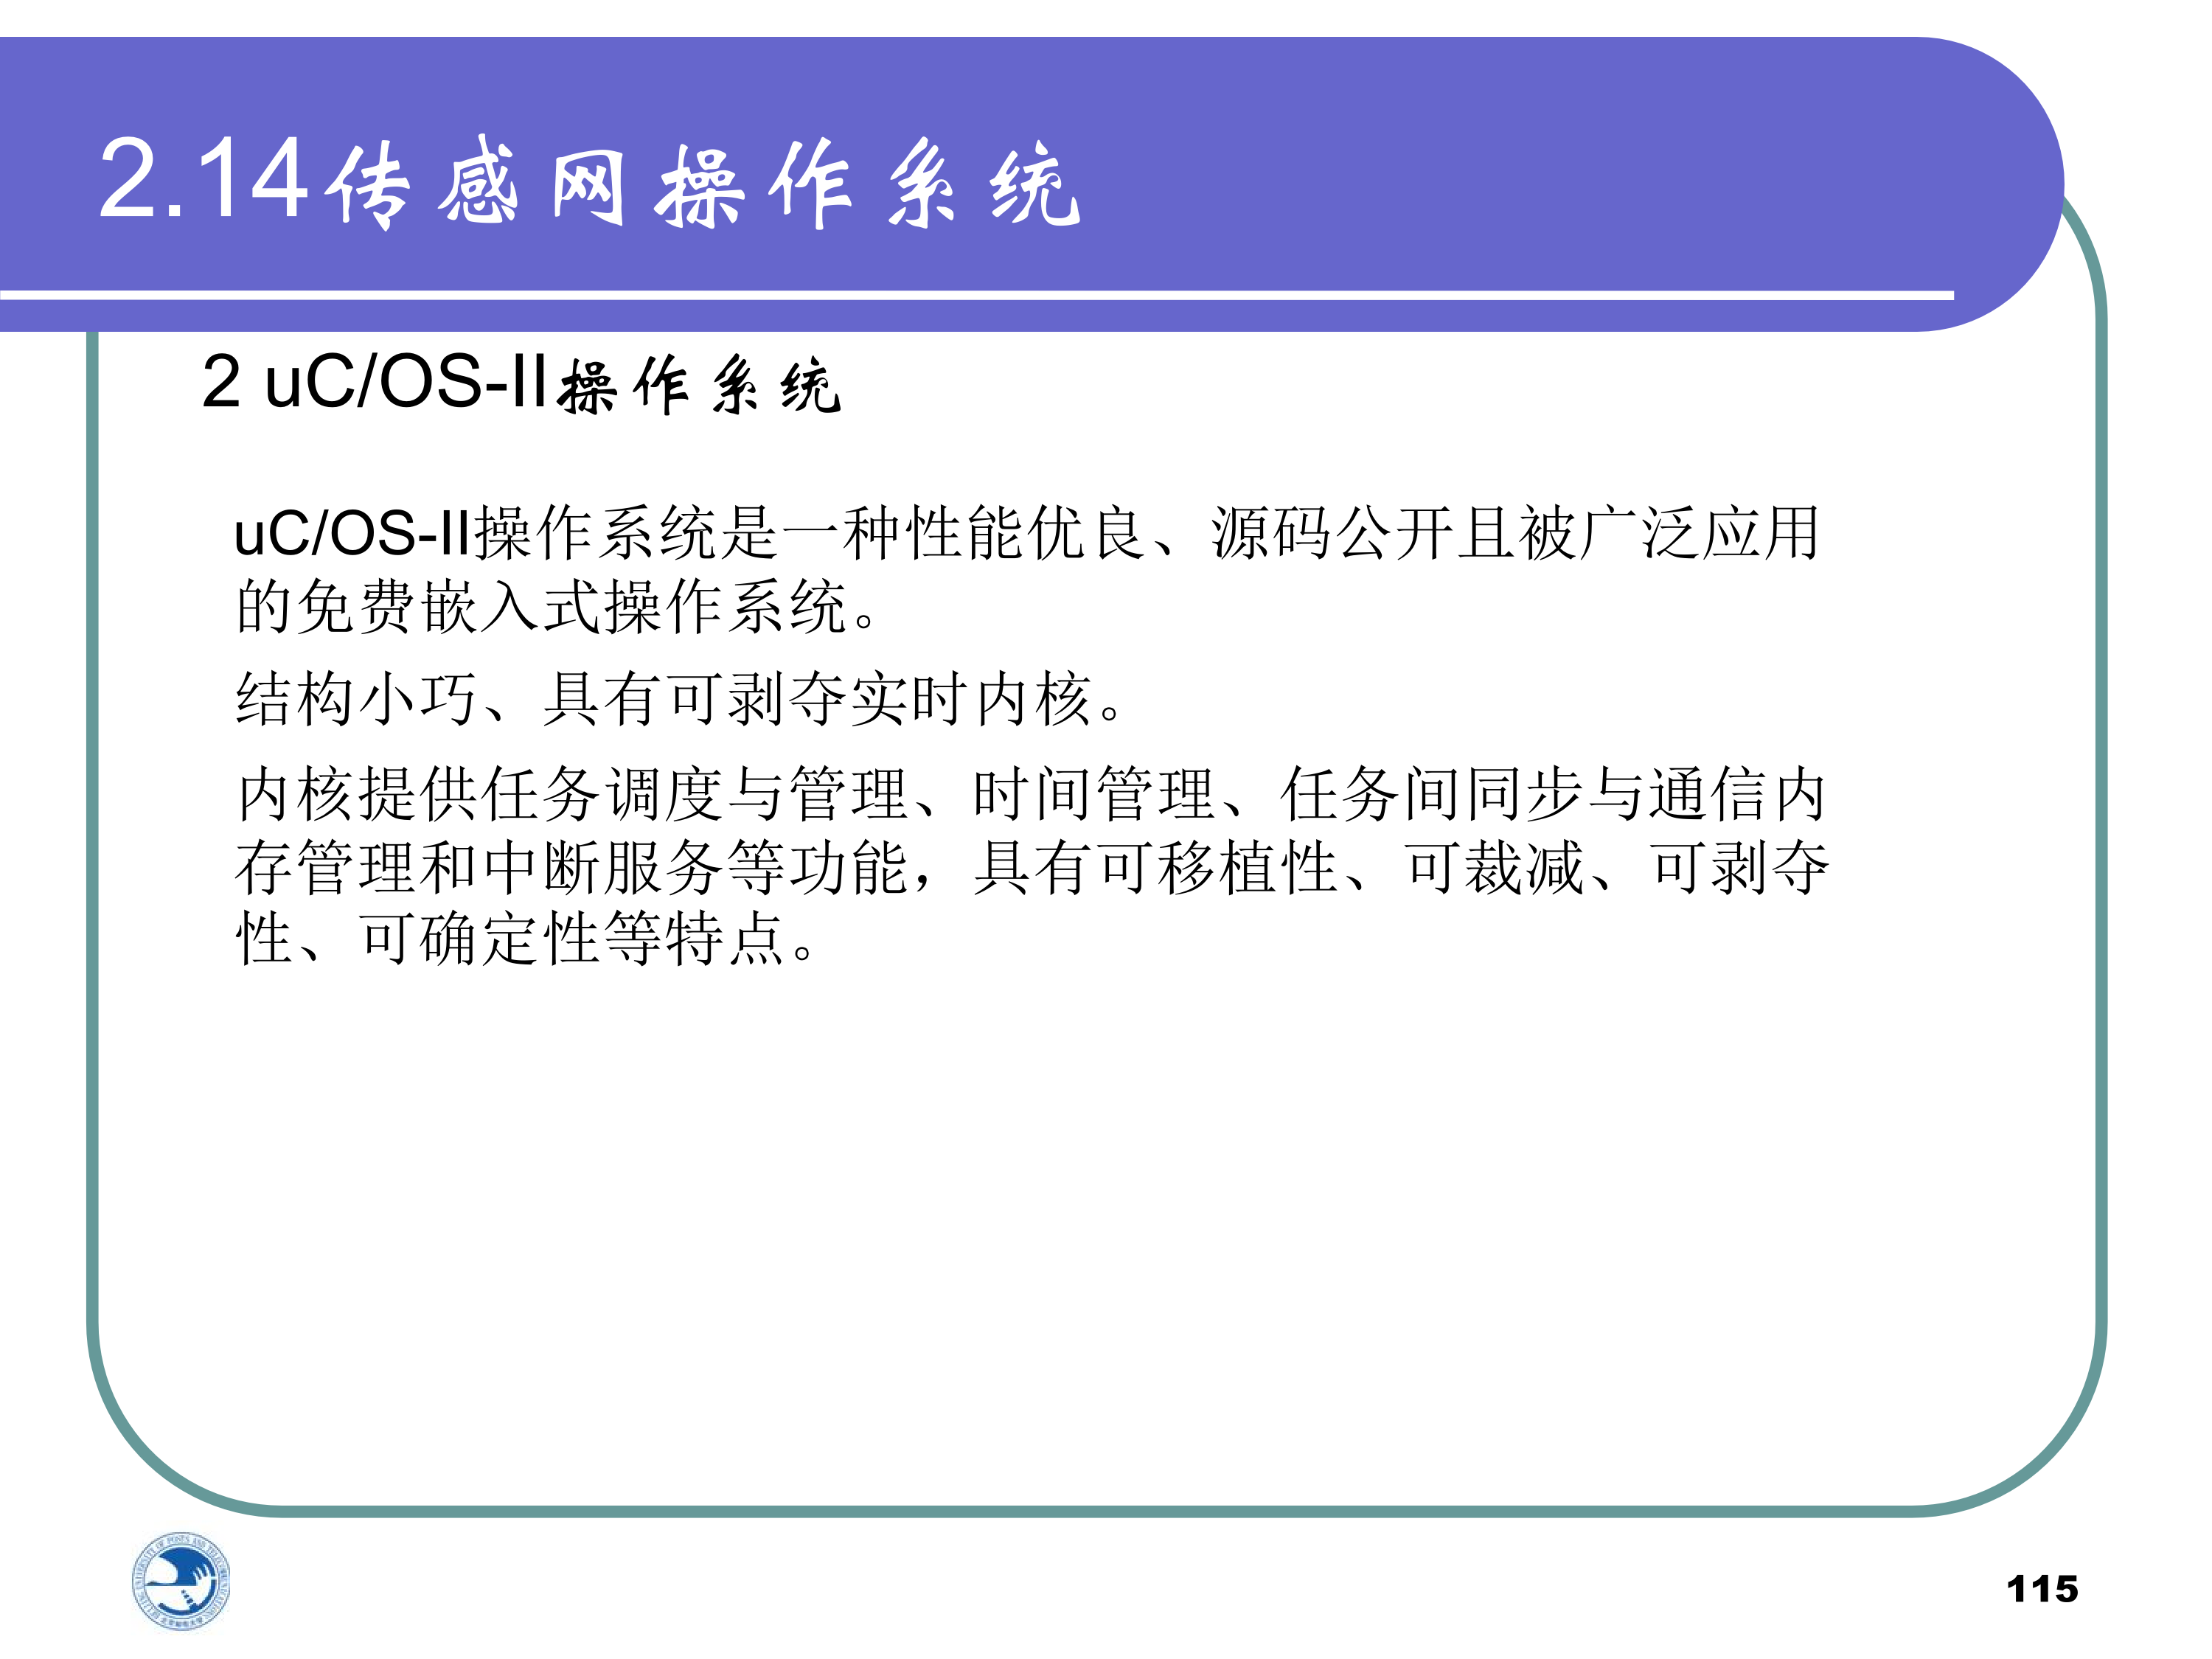 2.14传感网操作系统
2 uC/OS-II操作系统
uC/OS-II操作系统是一种性能优良、源码公开且被广泛应用
的免费嵌入式操作系统。
结构小巧、具有可剥夺实时内核。
内核提供任务调度与管理、时间管理、任务间同步与通信内
存管理和中断服务等功能，具有可移植性、可裁减、可剥夺
性、可确定性等特点。
115